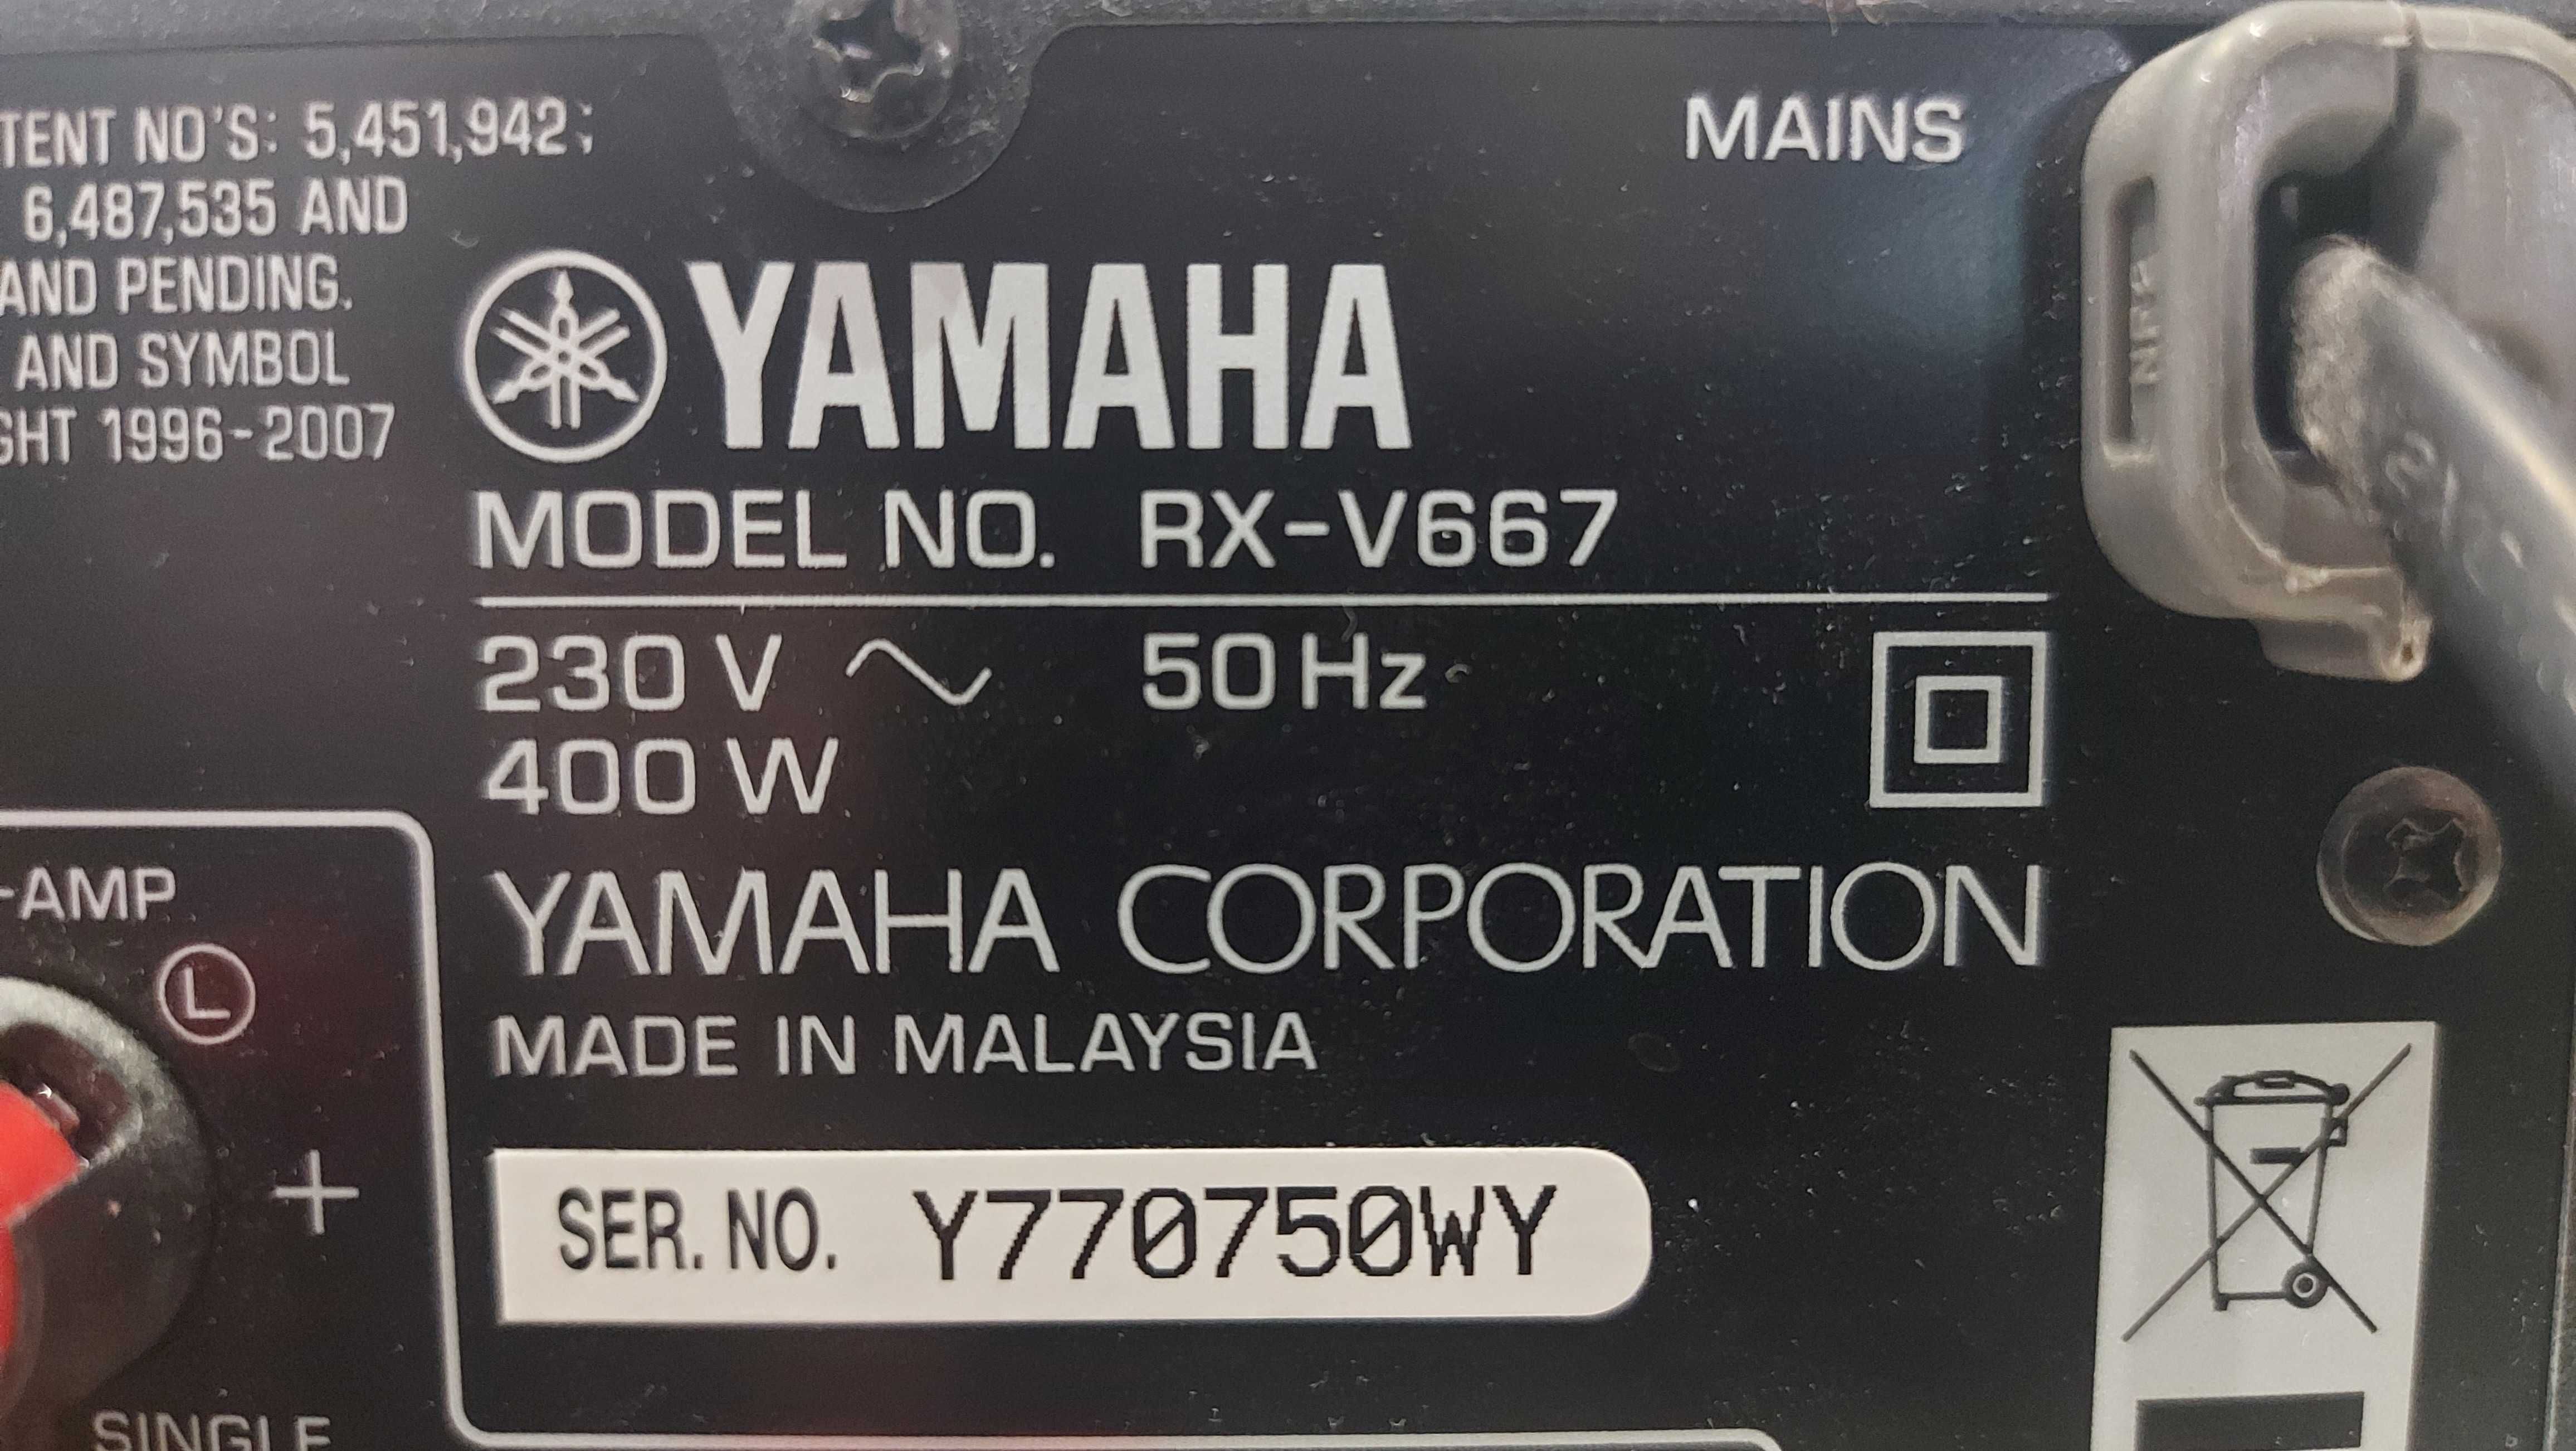 TENT NO'S: 5,451,942;
6,487,535 AND
AND PENDING.
AND SYMBOL
GHT 1996-2007
MAINS
YAMAHA
MODEL NO. RX-V667
230 V ~ 50 Hz
400 W
YAMAHA CORPORATION
MADE IN MALAYSIA
SER. NO. Y770750WY
-AMP
L
+
SINGLE